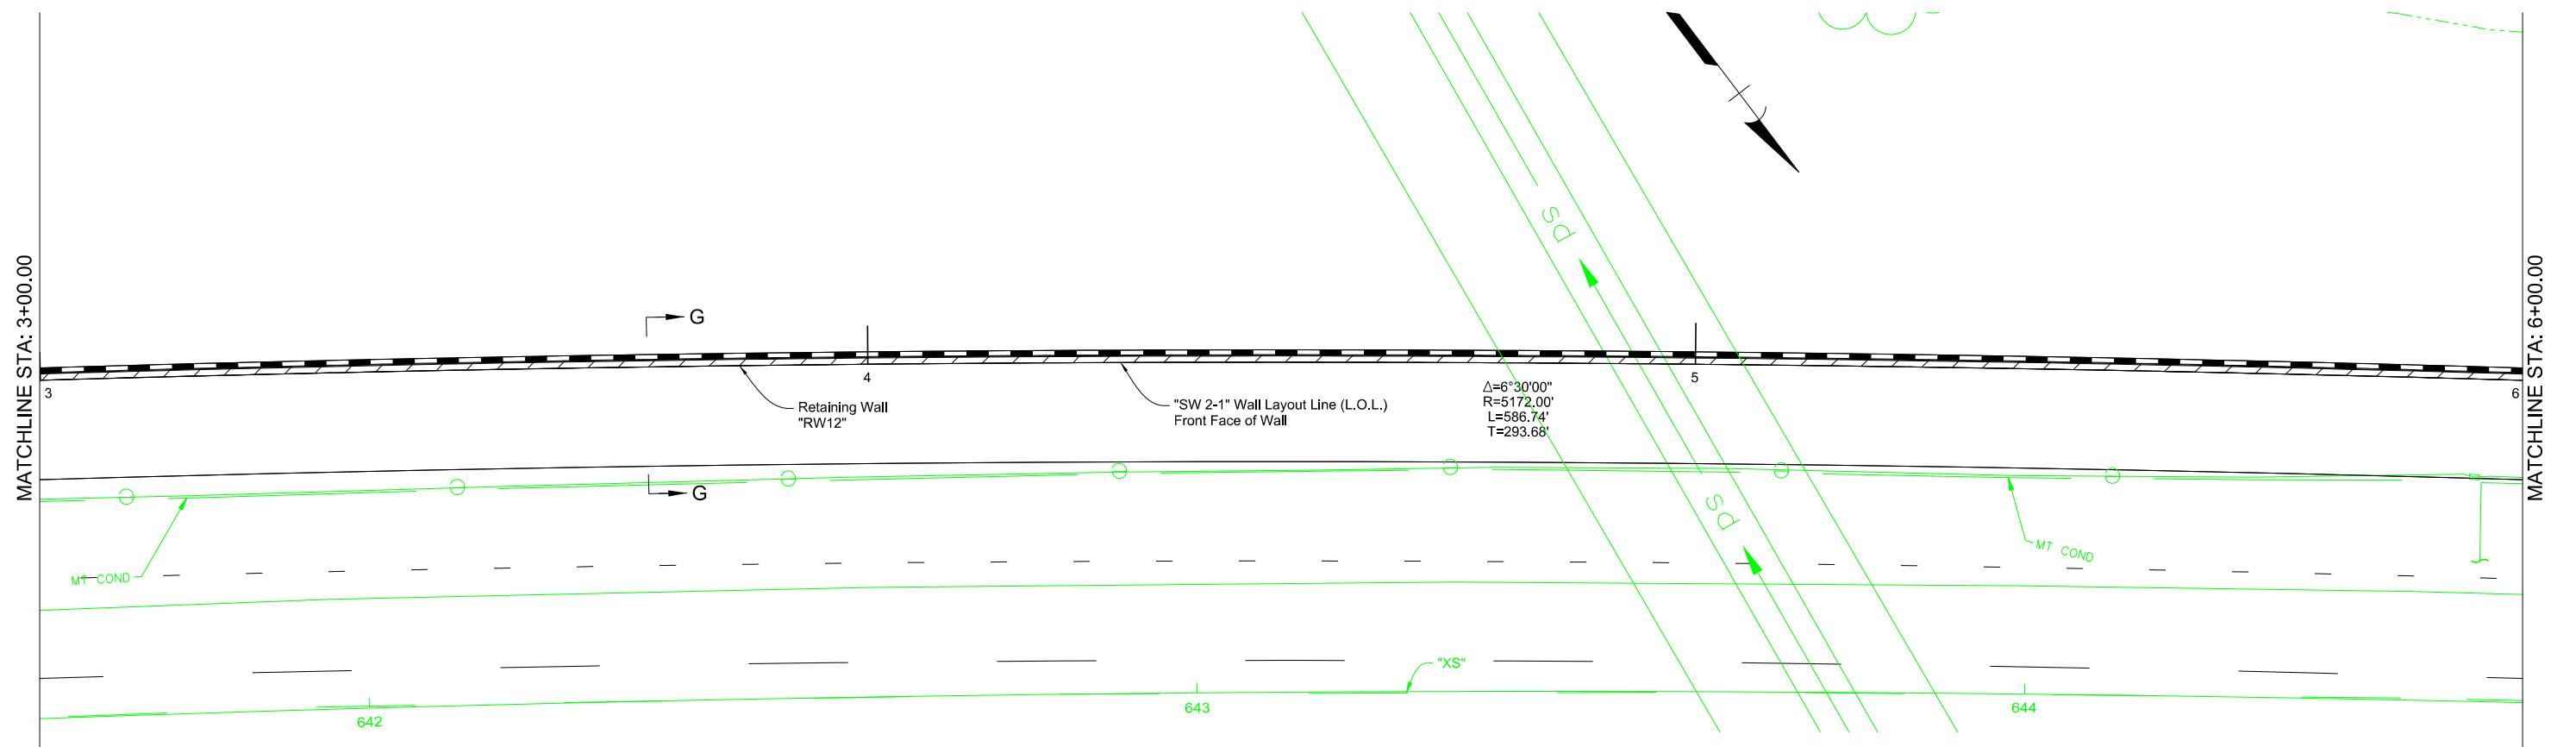 MATCHLINE STA: 3+00.00
MATCHLINE STA: 6+00.00
G
3
4
5
6
Retaining Wall
"RW12"
"SW 2-1" Wall Layout Line (L.O.L.)
Front Face of Wall
Δ=6°30'00"
R=5172.00'
L=586.74'
T=293.68'
SD
G
SD
MT COND
MT COND
"XS"
642
643
644